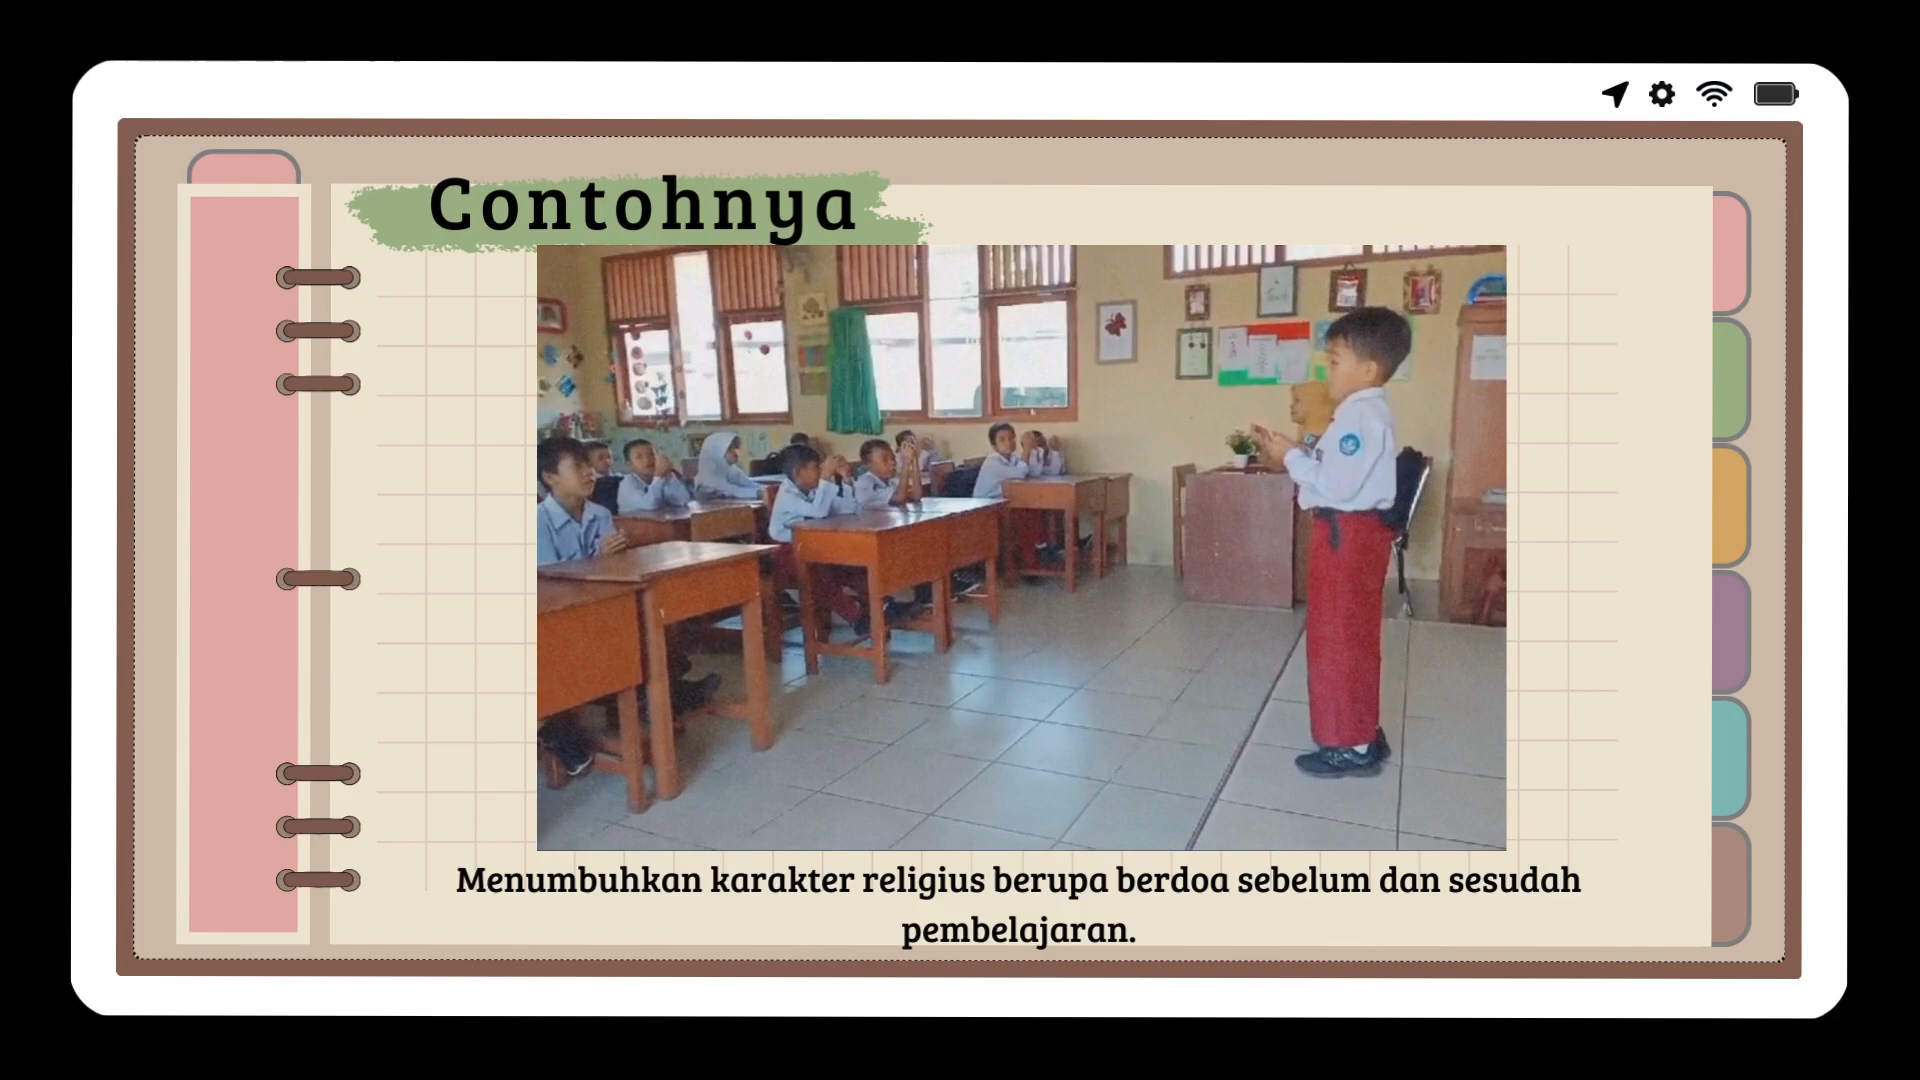 Contohnya
Menumbuhkan karakter religius berupa berdoa sebelum dan sesudah
pembelajaran.